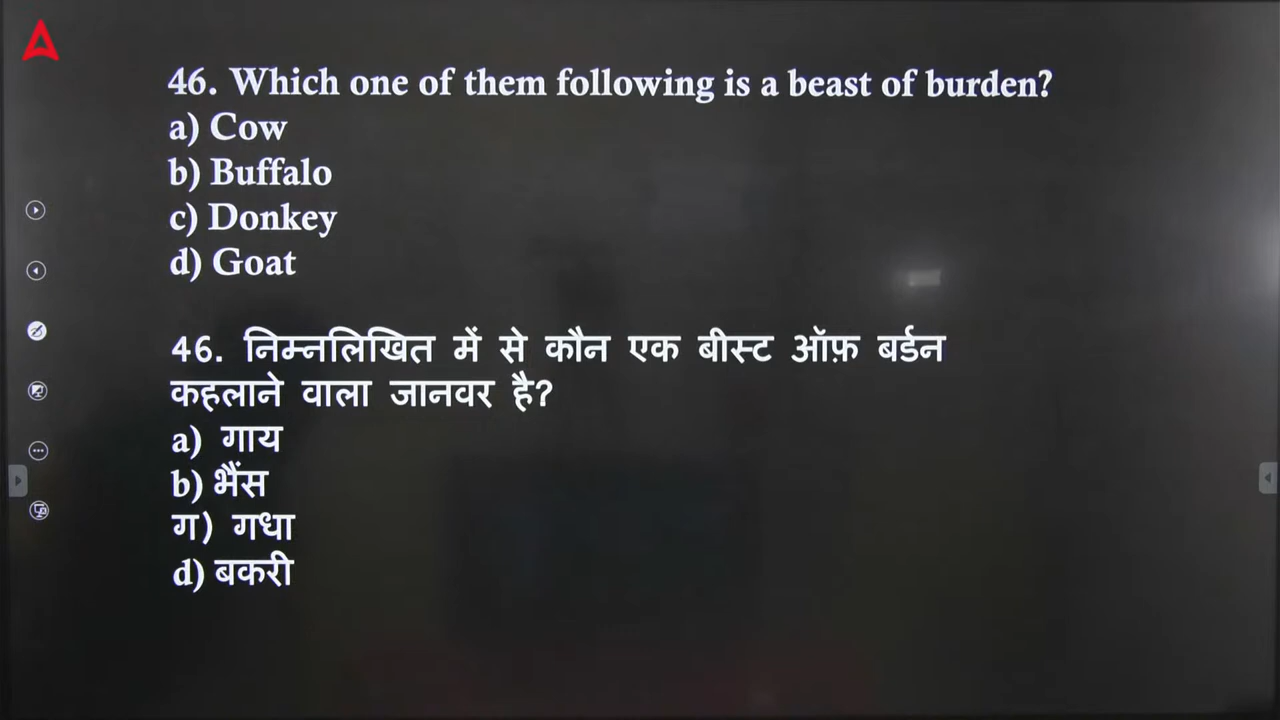 46. Which one of them following is a beast of burden?
a) Cow
b) Buffalo
c) Donkey
d) Goat
46. निम्नलिखित में से कौन एक बीस्ट ऑफ़ बर्डन
कहलाने वाला जानवर है?
a) गाय
b) भैंस
ग) गधा
d) बकरी